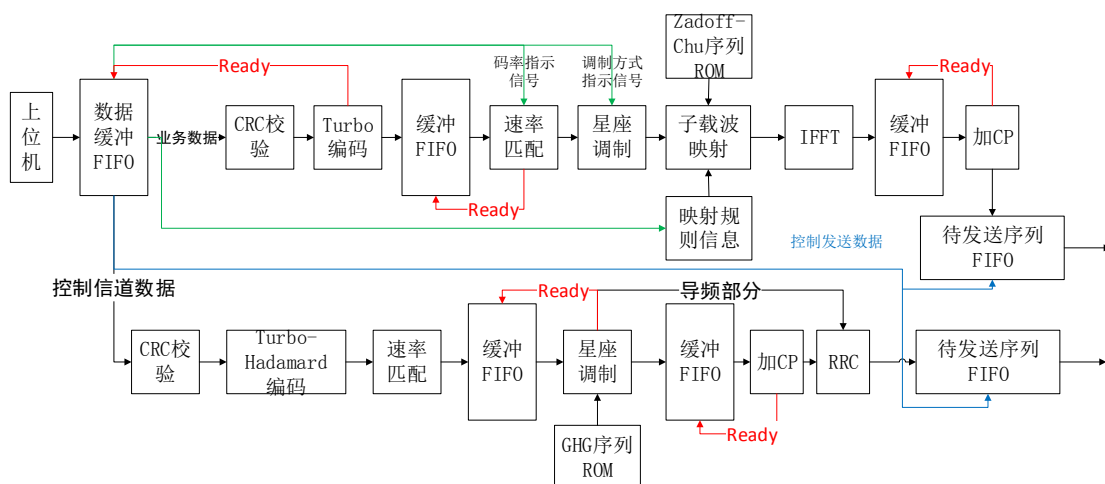 Zadoff-
Chu序列
ROM
码率指示
信号
调制方式
指示信号
Ready
Ready
上
位
机
数据
缓冲
FIFO
业务数据
CRC校
验
Turbo
编码
缓冲
FIFO
速率
匹配
星座
调制
子载波
映射
IFFT
缓冲
FIFO
加CP
Ready
映射规
则信息
控制发送数据
待发送序列
FIFO
控制信道数据
Ready
导频部分
CRC校
验
Turbo-
Hadamard
编码
速率
匹配
缓冲
FIFO
星座
调制
缓冲
FIFO
加CP
RRC
待发送序列
FIFO
Ready
GHG序列
ROM